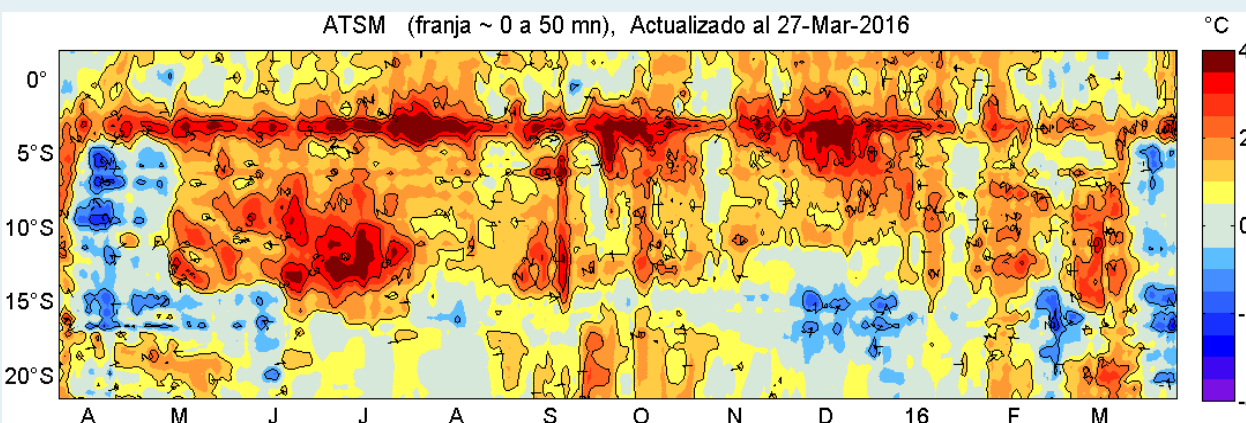 ATSM (franja ~ 0 a 50 mn), Actualizado al 27-Mar-2016
°C
4
2
0
-
-
0°
5°S
10°S
15°S
20°S
A M J J A S O N D 16 F M